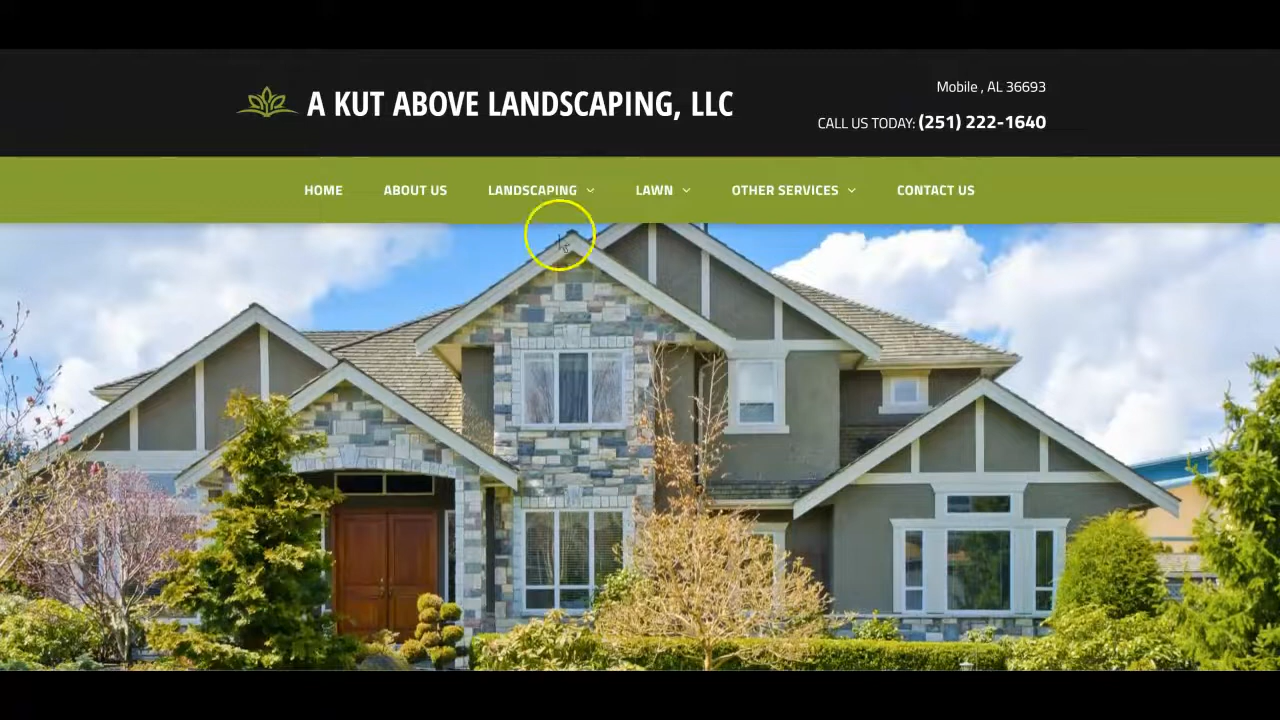 A KUT ABOVE LANDSCAPING, LLC
Mobile , AL 36693
CALL US TODAY: (251) 222-1640
HOME ABOUT US LANDSCAPING LAWN OTHER SERVICES CONTACT US